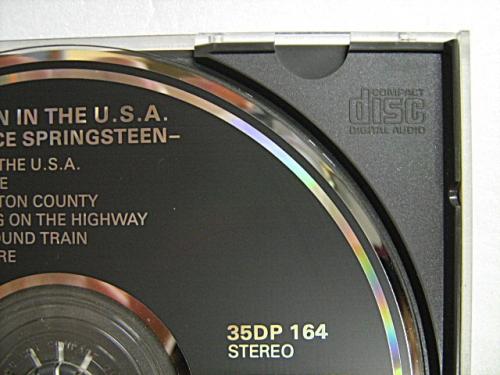 N IN THE U.S.A.
CE SPRINGSTEEN–
THE U.S.A.
E
TON COUNTY
G ON THE HIGHWAY
OUND TRAIN
RE
35DP 164
STEREO
COMPACT
disc
DIGITAL AUDIO